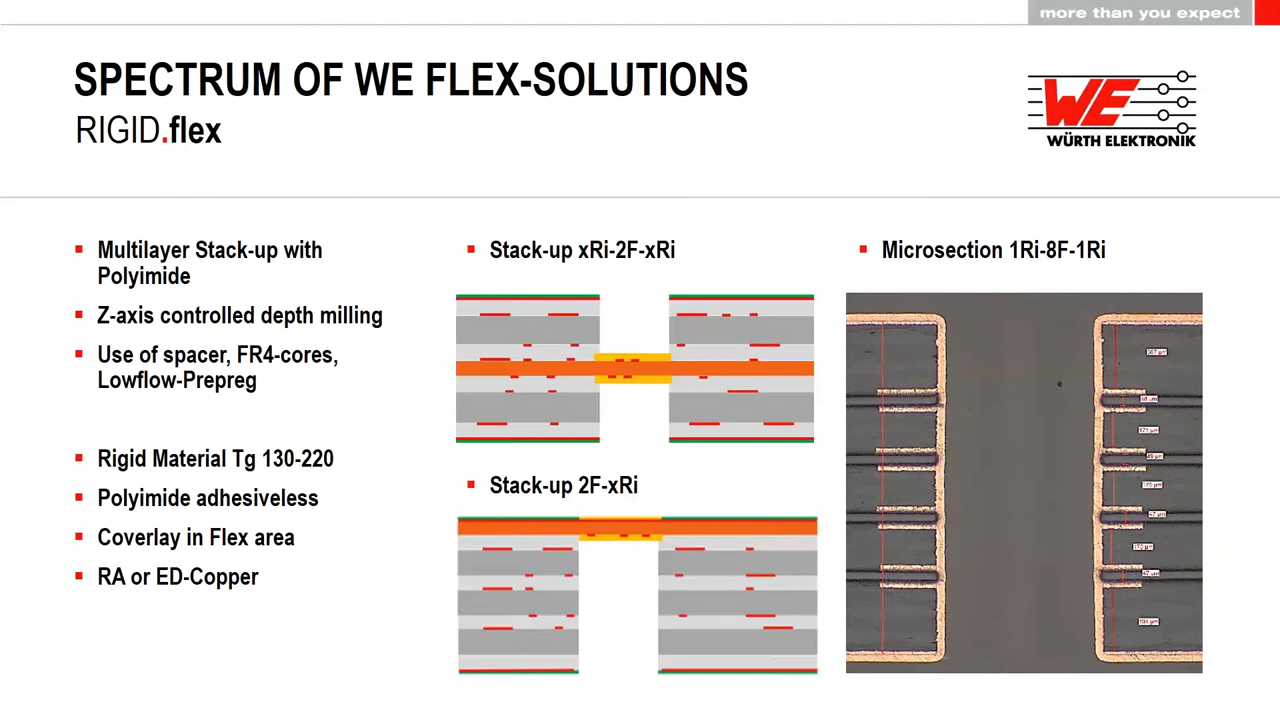 more than you expect
SPECTRUM OF WE FLEX-SOLUTIONS
RIGID.flex
WE
WÜRTH ELEKTRONIK
Multilayer Stack-up with
Polyimide
Z-axis controlled depth milling
Use of spacer, FR4-cores,
Lowflow-Prepreg
Rigid Material Tg 130-220
Polyimide adhesiveless
Coverlay in Flex area
RA or ED-Copper
Stack-up xRi-2F-xRi
Stack-up 2F-xRi
Microsection 1Ri-8F-1Ri